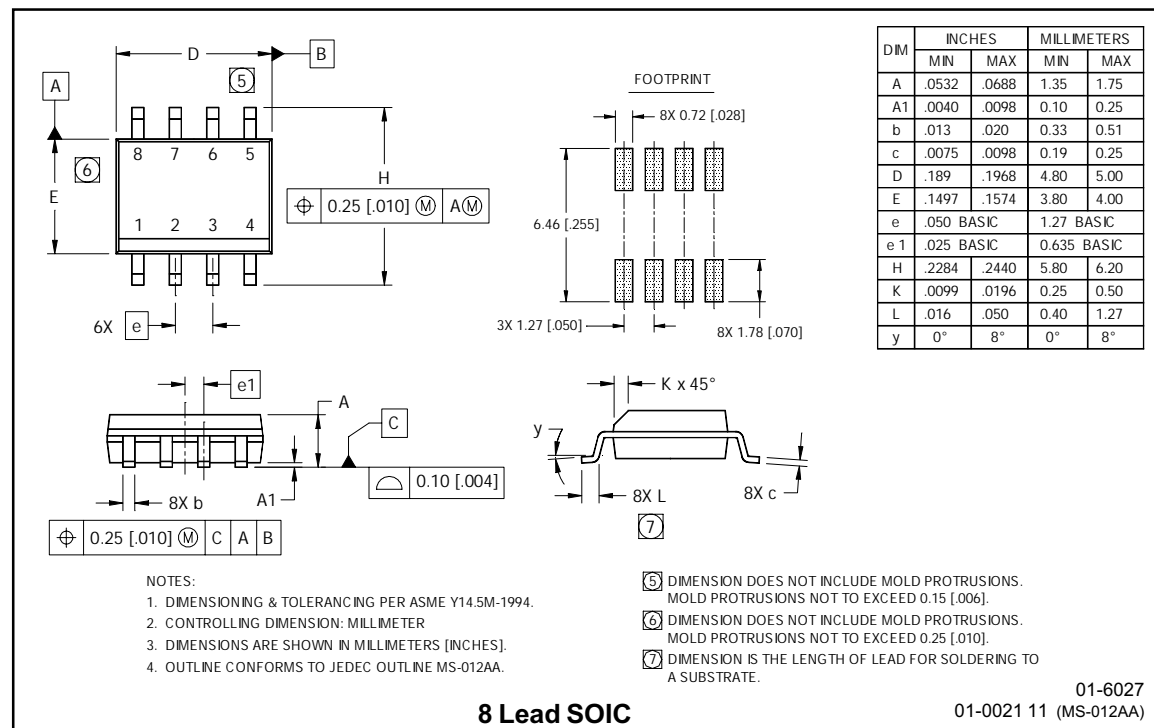 D
B
5
A
8 7 6 5
6
E
H
⌖ 0.25 [.010] Ⓜ A Ⓜ
1 2 3 4
6X e
FOOTPRINT
8X 0.72 [.028]
6.46 [.255]
3X 1.27 [.050]
8X 1.78 [.070]
DIM INCHES MILLIMETERS
MIN MAX MIN MAX
A .0532 .0688 1.35 1.75
A1 .0040 .0098 0.10 0.25
b .013 .020 0.33 0.51
c .0075 .0098 0.19 0.25
D .189 .1968 4.80 5.00
E .1497 .1574 3.80 4.00
e .050 BASIC 1.27 BASIC
e 1 .025 BASIC 0.635 BASIC
H .2284 .2440 5.80 6.20
K .0099 .0196 0.25 0.50
L .016 .050 0.40 1.27
y 0° 8° 0° 8°
e1
A
C
0.10 [.004]
A1
8X b
⌖ 0.25 [.010] Ⓜ C A B
K x 45°
y
8X L
7
8X c
NOTES:
1. DIMENSIONING & TOLERANCING PER ASME Y14.5M-1994.
2. CONTROLLING DIMENSION: MILLIMETER
3. DIMENSIONS ARE SHOWN IN MILLIMETERS [INCHES].
4. OUTLINE CONFORMS TO JEDEC OUTLINE MS-012AA.
5 DIMENSION DOES NOT INCLUDE MOLD PROTRUSIONS.
MOLD PROTRUSIONS NOT TO EXCEED 0.15 [.006].
6 DIMENSION DOES NOT INCLUDE MOLD PROTRUSIONS.
MOLD PROTRUSIONS NOT TO EXCEED 0.25 [.010].
7 DIMENSION IS THE LENGTH OF LEAD FOR SOLDERING TO
A SUBSTRATE.
8 Lead SOIC
01-6027
01-0021 11 (MS-012AA)